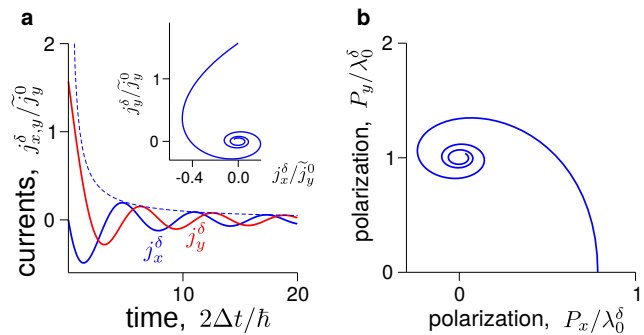 a
2
1
0
currents, j^δ_{x,y}/j̃^0_y
10
20
time, 2Δt/ħ
j^δ_x
j^δ_y
1
0
j^δ_y/j̃^0_y
-0.4
0.0
j^δ_x/j̃^0_y
b
2
1
0
polarization, P_y/λ^δ_0
0
1
polarization, P_x/λ^δ_0